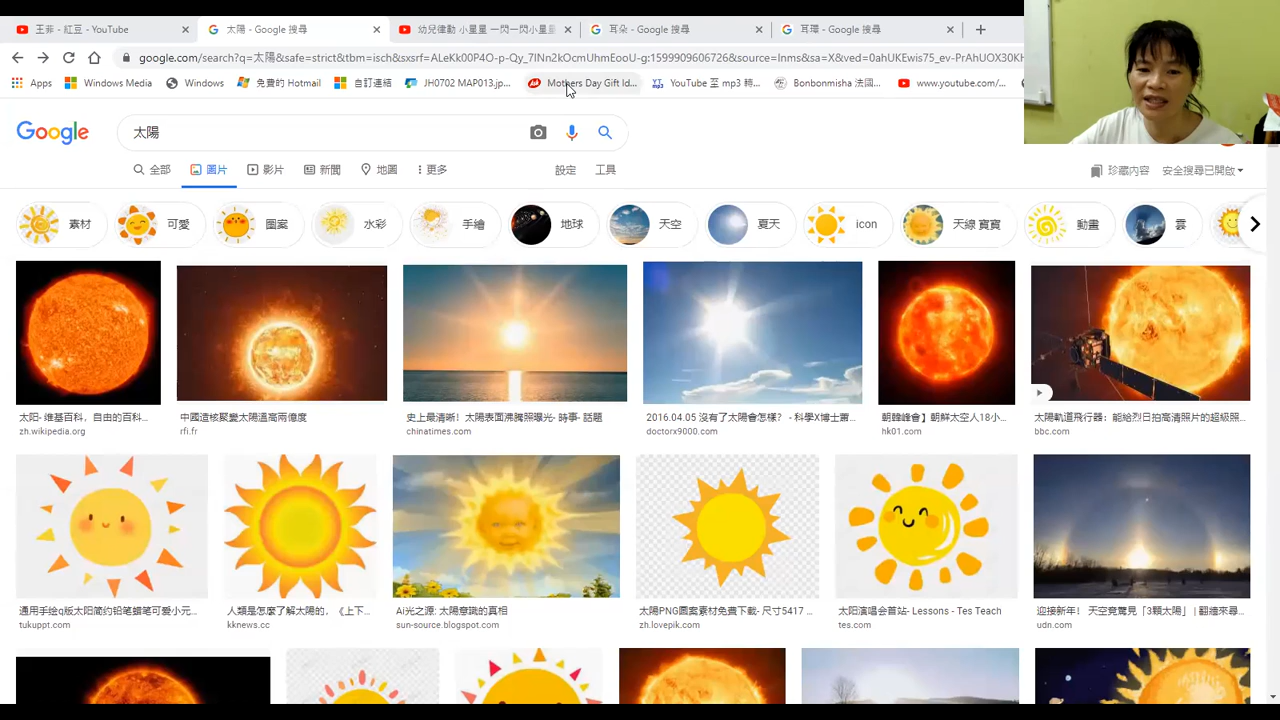 王菲 - 紅豆 - YouTube
太陽 - Google 搜尋
幼兒律動 小星星 一閃一閃小星星
耳朵 - Google 搜尋
耳環 - Google 搜尋
google.com/search?q=太陽&safe=strict&tbm=isch&sxsrf=
Apps
Windows Media
Windows
免費的 Hotmail
自訂連結
JH0702 MAP013.jp...
Mothers Day Gift Id...
YouTube 至 mp3 轉...
Bonbonmisha 法國...
www.youtube.com/...
Google
太陽
全部
圖片
影片
新聞
地圖
更多
設定
工具
珍藏內容
安全搜尋已開啟
素材
可愛
圖案
水彩
手繪
地球
天空
夏天
icon
天線 寶寶
動畫
雲
太阳- 维基百科，自由的百科...
zh.wikipedia.org
中國造核聚變太陽溫高兩億度
rfi.fr
史上最清晰！太陽表面沸騰照曝光- 時事- 話題
chinatimes.com
2016.04.05 沒有了太陽會怎樣？ - 科學X博士蕭...
doctorx9000.com
朝韓峰會】朝鮮太空人18小...
hk01.com
太陽軌道飛行器：能給烈日拍高清照片的超級照...
bbc.com
通用手绘q版太阳简约铅笔蜡笔可爱小元...
tukuppt.com
人類是怎麼了解太陽的，《上下...
kknews.cc
Ai光之源: 太陽意識的真相
sun-source.blogspot.com
太陽PNG圖案素材免費下載- 尺寸5417 ...
zh.lovepik.com
太阳演唱会首站- Lessons - Tes Teach
tes.com
迎接新年！ 天空竟驚見「3顆太陽」 | 翻牆來尋...
udn.com